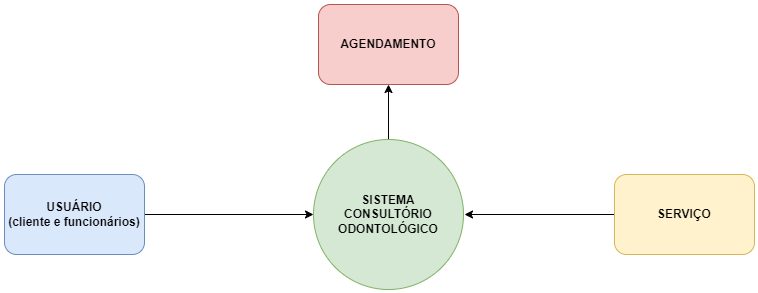 AGENDAMENTO
USUÁRIO
(cliente e funcionários)
SISTEMA
CONSULTÓRIO
ODONTOLÓGICO
SERVIÇO